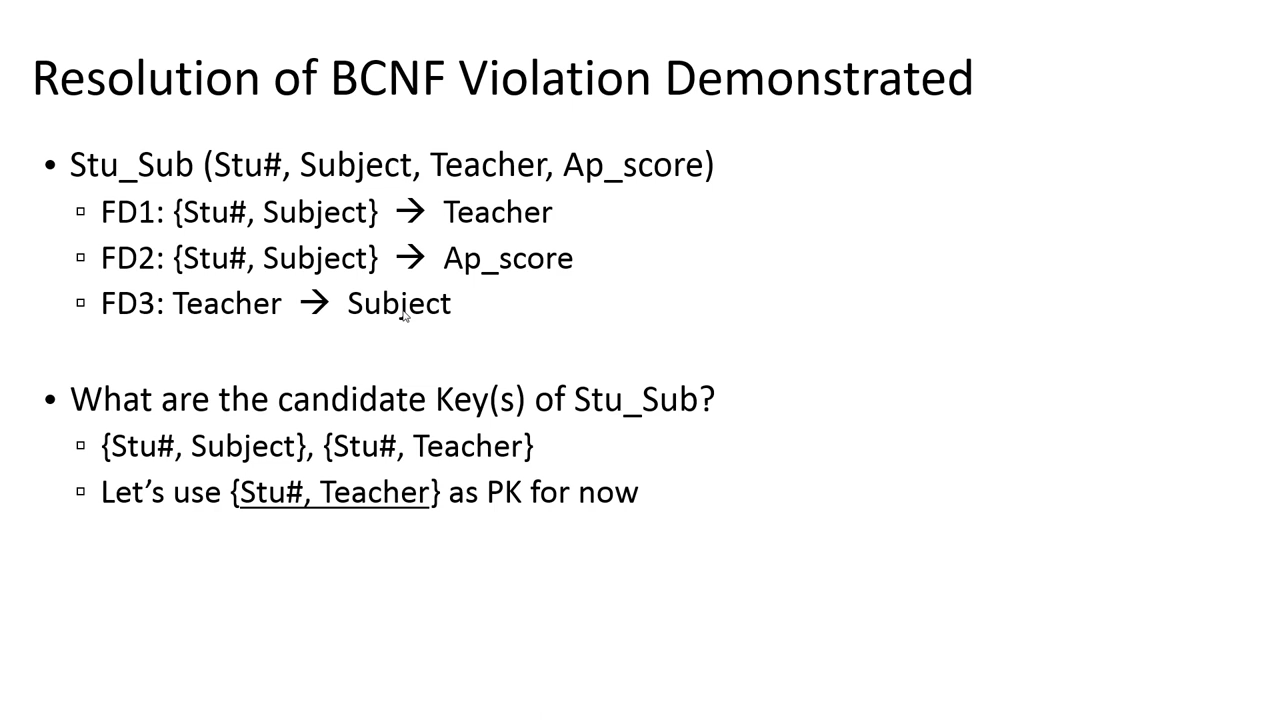 Resolution of BCNF Violation Demonstrated
• Stu_Sub (Stu#, Subject, Teacher, Ap_score)
▫ FD1: {Stu#, Subject} → Teacher
▫ FD2: {Stu#, Subject} → Ap_score
▫ FD3: Teacher → Subject
• What are the candidate Key(s) of Stu_Sub?
▫ {Stu#, Subject}, {Stu#, Teacher}
▫ Let’s use {Stu#, Teacher} as PK for now